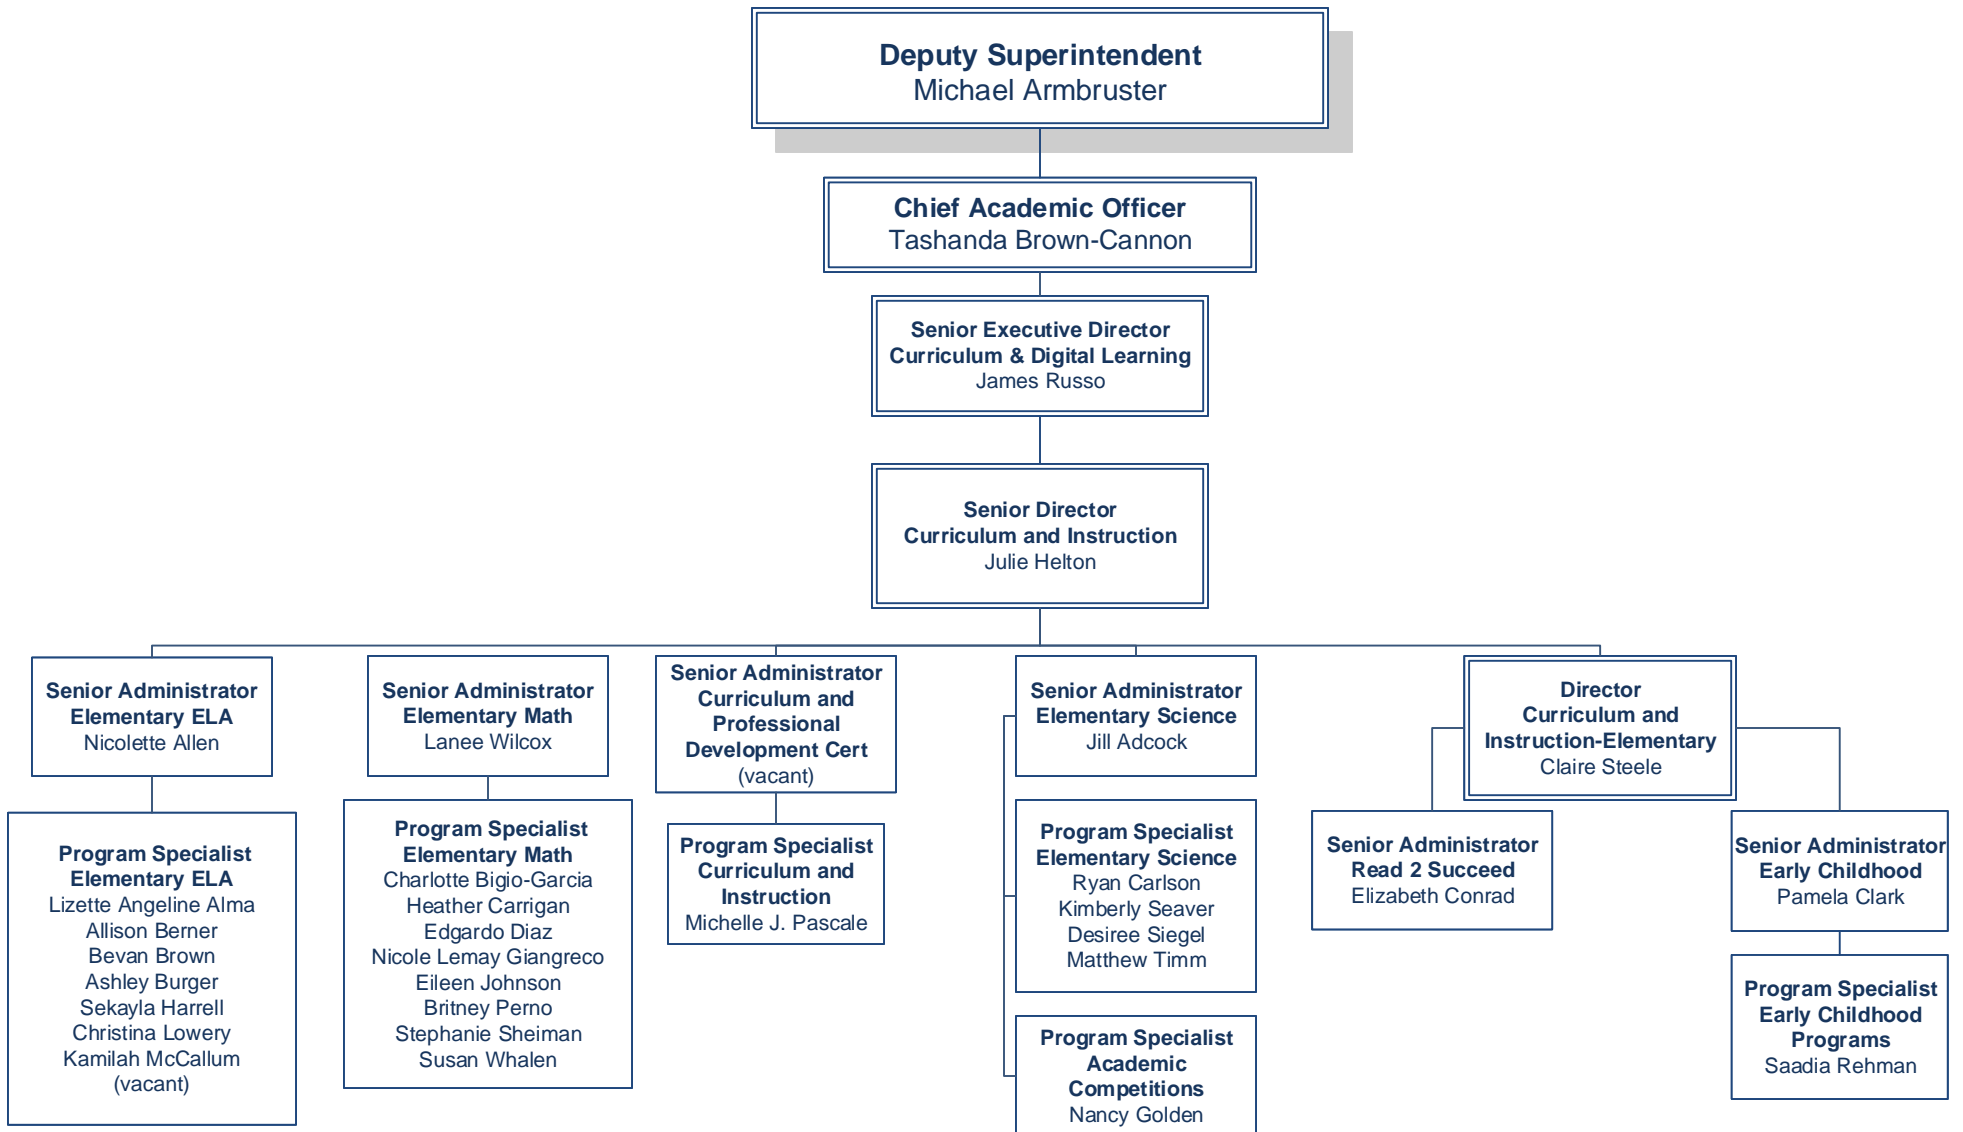 Deputy Superintendent
Michael Armbruster
Chief Academic Officer
Tashanda Brown-Cannon
Senior Executive Director
Curriculum & Digital Learning
James Russo
Senior Director
Curriculum and Instruction
Julie Helton
Senior Administrator
Elementary ELA
Nicolette Allen
Program Specialist
Elementary ELA
Lizette Angeline Alma
Allison Berner
Bevan Brown
Ashley Burger
Sekayla Harrell
Christina Lowery
Kamilah McCallum
(vacant)
Senior Administrator
Elementary Math
Lanee Wilcox
Program Specialist
Elementary Math
Charlotte Bigio-Garcia
Heather Carrigan
Edgardo Diaz
Nicole Lemay Giangreco
Eileen Johnson
Britney Perno
Stephanie Sheiman
Susan Whalen
Senior Administrator
Curriculum and
Professional
Development Cert
(vacant)
Program Specialist
Curriculum and
Instruction
Michelle J. Pascale
Senior Administrator
Elementary Science
Jill Adcock
Program Specialist
Elementary Science
Ryan Carlson
Kimberly Seaver
Desiree Siegel
Matthew Timm
Program Specialist
Academic
Competitions
Nancy Golden
Director
Curriculum and
Instruction-Elementary
Claire Steele
Senior Administrator
Read 2 Succeed
Elizabeth Conrad
Senior Administrator
Early Childhood
Pamela Clark
Program Specialist
Early Childhood
Programs
Saadia Rehman